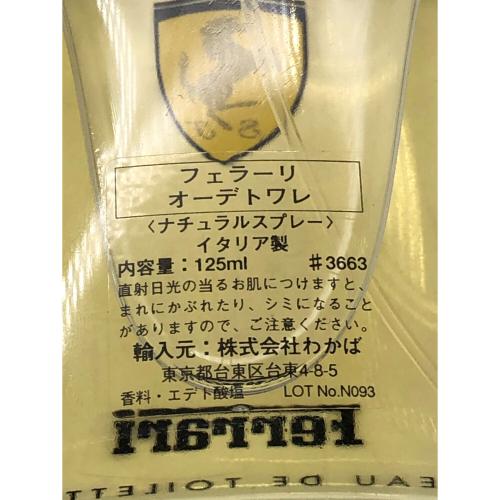 S F
フェラーリ
オーデトワレ
〈ナチュラルスプレー〉
イタリア製
内容量：125ml ♯3663
直射日光の当るお肌につけますと、
まれにかぶれたり、シミになること
がありますので、ご注意ください。
輸入元：株式会社わかば
東京都台東区台東4-8-5
香料・エデト酸塩 LOT No.N093
Ferrari
EAU DE TOILETT